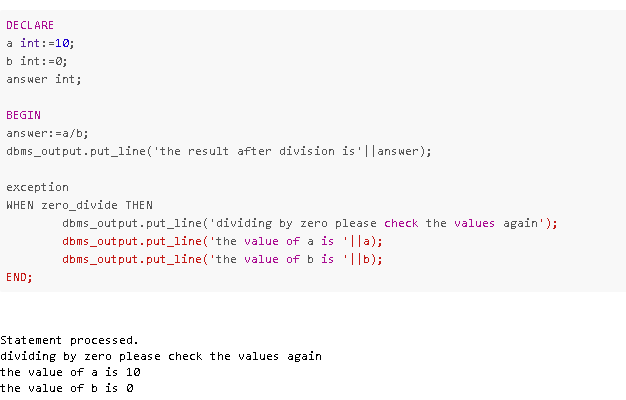 DECLARE
a int:=10;
b int:=0;
answer int;
BEGIN
answer:=a/b;
dbms_output.put_line('the result after division is'||answer);
exception
WHEN zero_divide THEN
dbms_output.put_line('dividing by zero please check the values again');
dbms_output.put_line('the value of a is '||a);
dbms_output.put_line('the value of b is '||b);
END;
Statement processed.
dividing by zero please check the values again
the value of a is 10
the value of b is 0